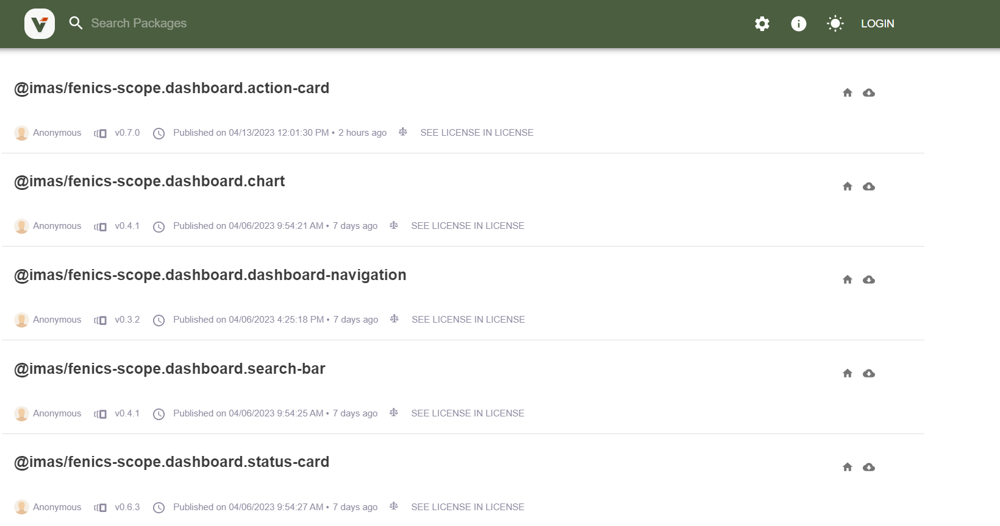 Search Packages
LOGIN
@imas/fenics-scope.dashboard.action-card
Anonymous v0.7.0 Published on 04/13/2023 12:01:30 PM • 2 hours ago SEE LICENSE IN LICENSE
@imas/fenics-scope.dashboard.chart
Anonymous v0.4.1 Published on 04/06/2023 9:54:21 AM • 7 days ago SEE LICENSE IN LICENSE
@imas/fenics-scope.dashboard.dashboard-navigation
Anonymous v0.3.2 Published on 04/06/2023 4:25:18 PM • 7 days ago SEE LICENSE IN LICENSE
@imas/fenics-scope.dashboard.search-bar
Anonymous v0.4.1 Published on 04/06/2023 9:54:25 AM • 7 days ago SEE LICENSE IN LICENSE
@imas/fenics-scope.dashboard.status-card
Anonymous v0.6.3 Published on 04/06/2023 9:54:27 AM • 7 days ago SEE LICENSE IN LICENSE